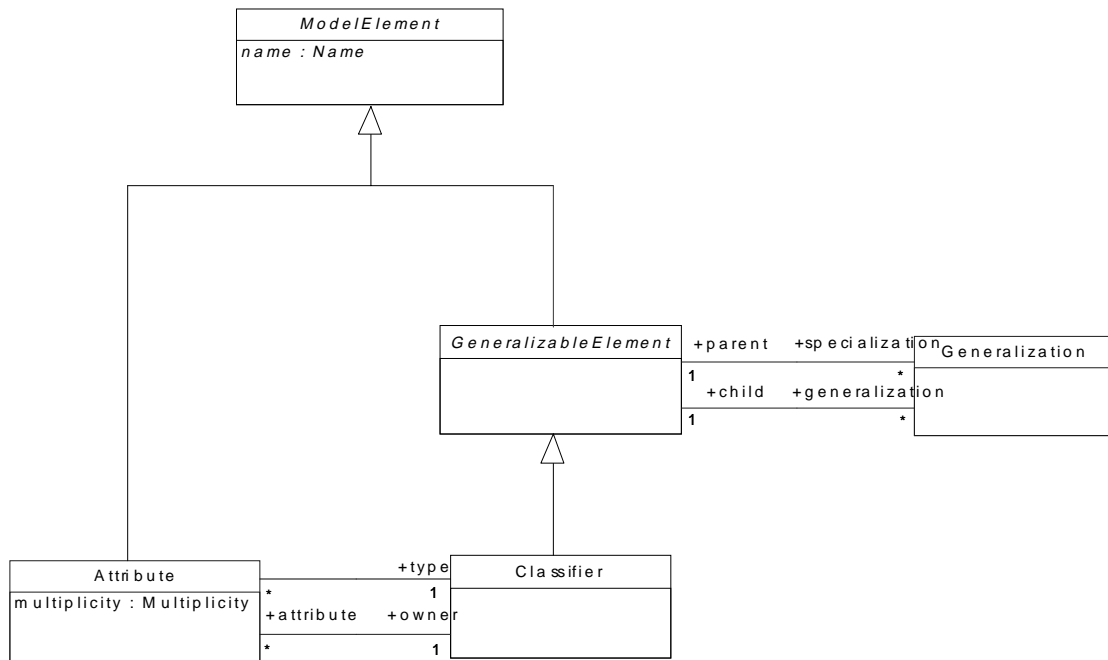 ModelElement
name : Name
GeneralizableElement
+parent
+specialization
Generalization
1
*
+child
+generalization
1
*
Attribute
multiplicity : Multiplicity
+type
*
1
+attribute
+owner
*
1
Classifier